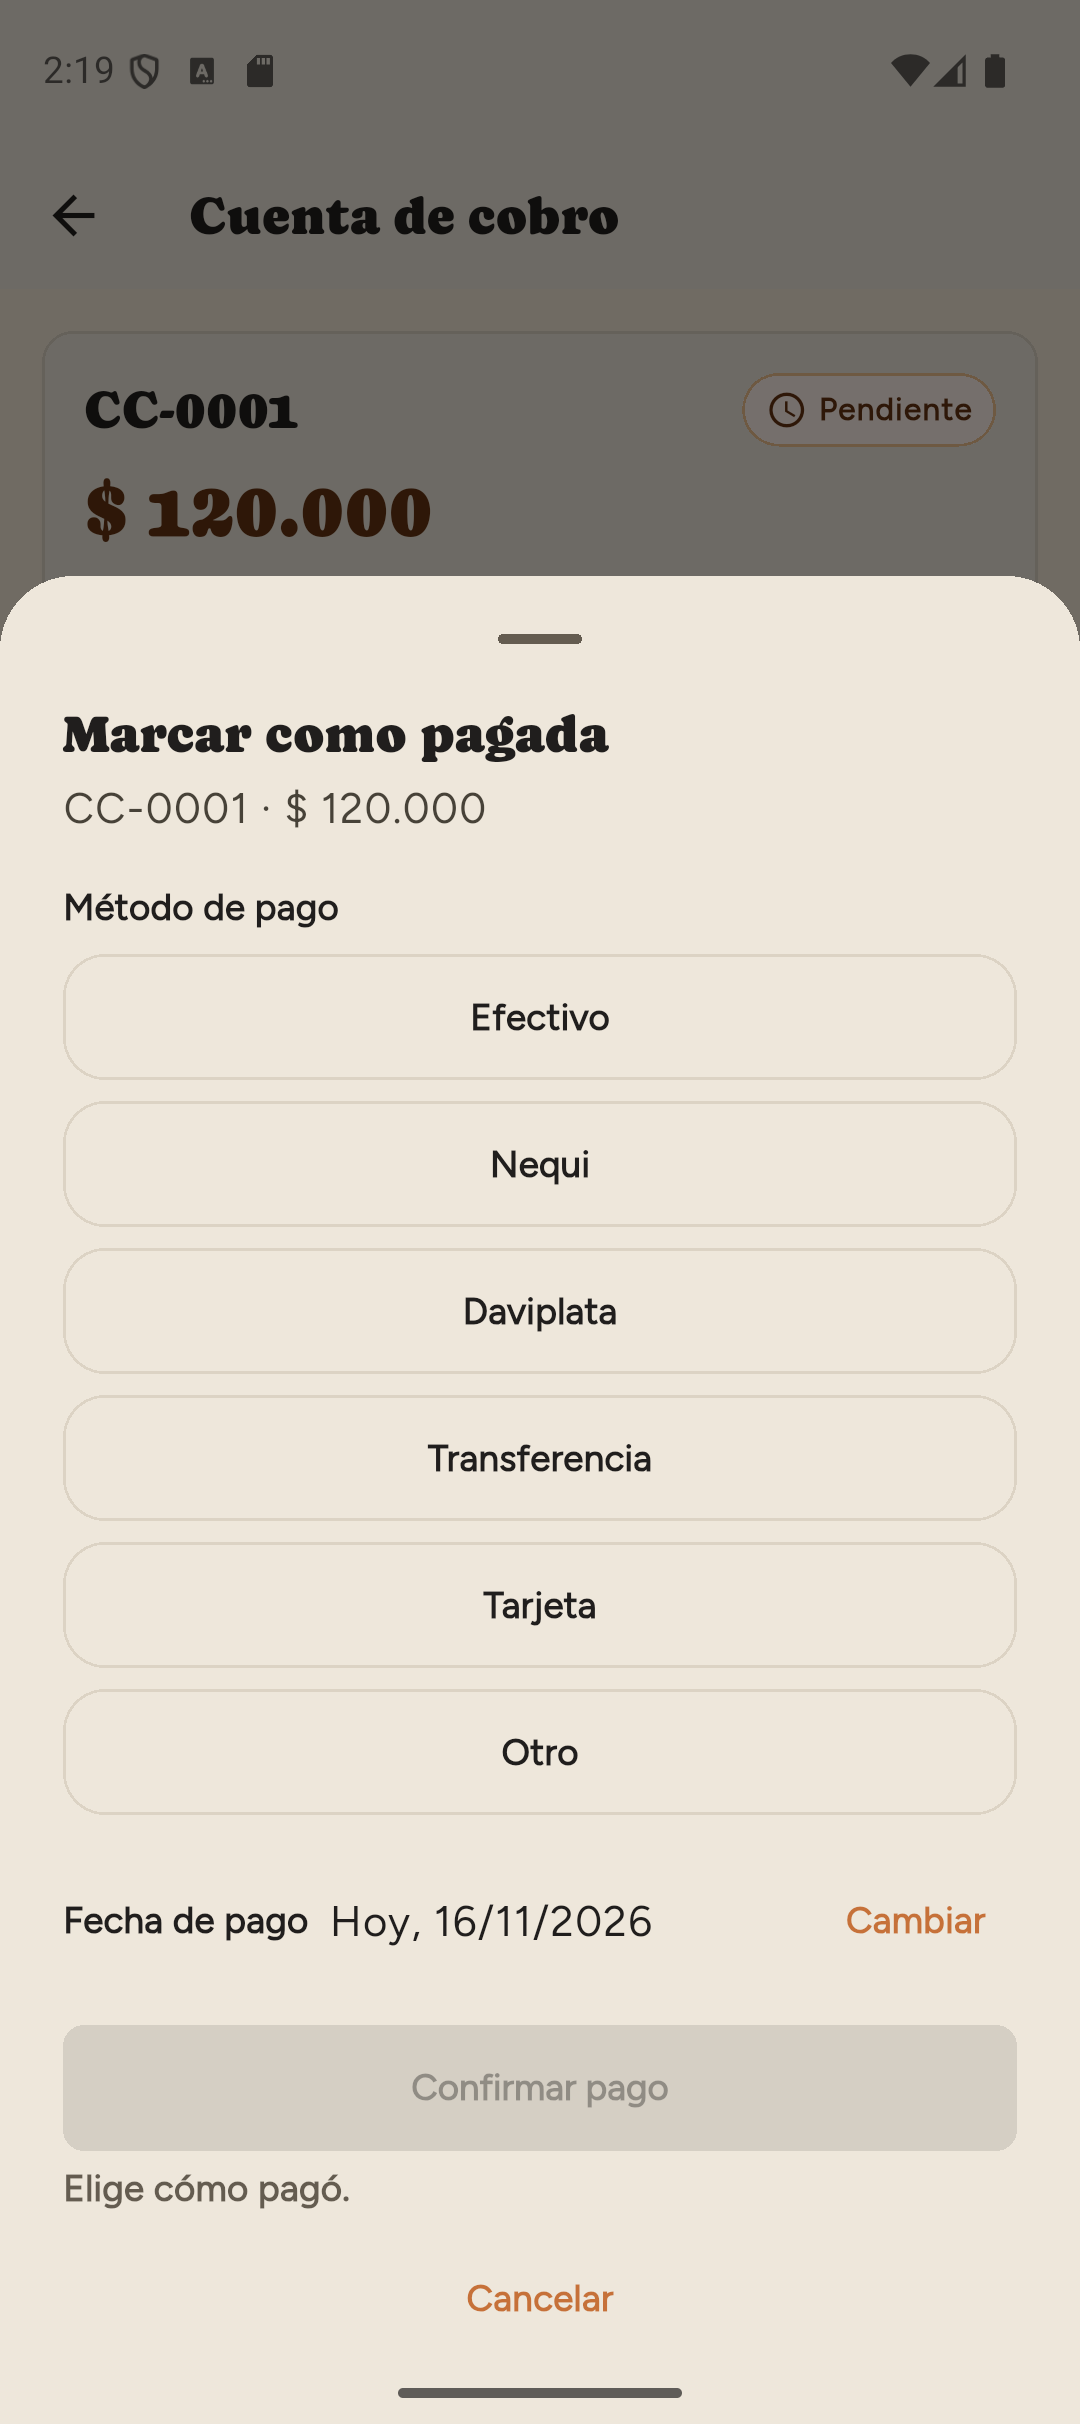 2:19
Cuenta de cobro
CC-0001
Pendiente
$ 120.000
Marcar como pagada
CC-0001 · $ 120.000
Método de pago
Efectivo
Nequi
Daviplata
Transferencia
Tarjeta
Otro
Fecha de pago Hoy, 16/11/2026 Cambiar
Confirmar pago
Elige cómo pagó.
Cancelar